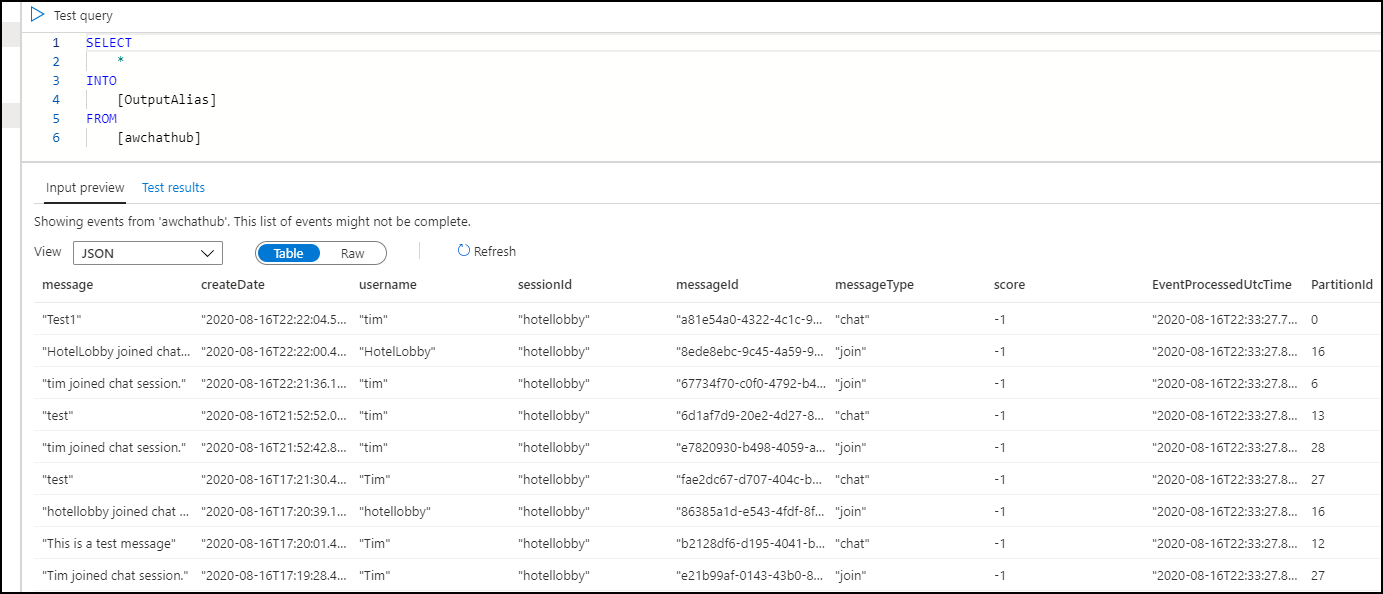 Test query
1 SELECT
2 *
3 INTO
4 [OutputAlias]
5 FROM
6 [awchathub]
Input preview Test results
Showing events from 'awchathub'. This list of events might not be complete.
View JSON Table Raw Refresh
message createDate username sessionId messageId messageType score EventProcessedUtcTime PartitionId
"Test1" "2020-08-16T22:22:04.5... "tim" "hotellobby" "a81e54a0-4322-4c1c-9... "chat" -1 "2020-08-16T22:33:27.7... 0
"HotelLobby joined chat... "2020-08-16T22:22:00.4... "HotelLobby" "hotellobby" "8ede8ebc-9c45-4a59-9... "join" -1 "2020-08-16T22:33:27.8... 16
"tim joined chat session." "2020-08-16T22:21:36.1... "tim" "hotellobby" "67734f70-c0f0-4792-b4... "join" -1 "2020-08-16T22:33:27.8... 6
"test" "2020-08-16T21:52:52.0... "tim" "hotellobby" "6d1af7d9-20e2-4d27-8... "chat" -1 "2020-08-16T22:33:27.8... 13
"tim joined chat session." "2020-08-16T21:52:42.8... "tim" "hotellobby" "e7820930-b498-4059-a... "join" -1 "2020-08-16T22:33:27.8... 28
"test" "2020-08-16T17:21:30.4... "Tim" "hotellobby" "fae2dc67-d707-404c-b... "chat" -1 "2020-08-16T22:33:27.8... 27
"hotellobby joined chat ... "2020-08-16T17:20:39.1... "hotellobby" "hotellobby" "86385a1d-e543-4fdf-8f... "join" -1 "2020-08-16T22:33:27.8... 16
"This is a test message" "2020-08-16T17:20:01.4... "Tim" "hotellobby" "b2128df6-d195-4041-b... "chat" -1 "2020-08-16T22:33:27.8... 12
"Tim joined chat session." "2020-08-16T17:19:28.4... "Tim" "hotellobby" "e21b99af-0143-43b0-8... "join" -1 "2020-08-16T22:33:27.8... 27